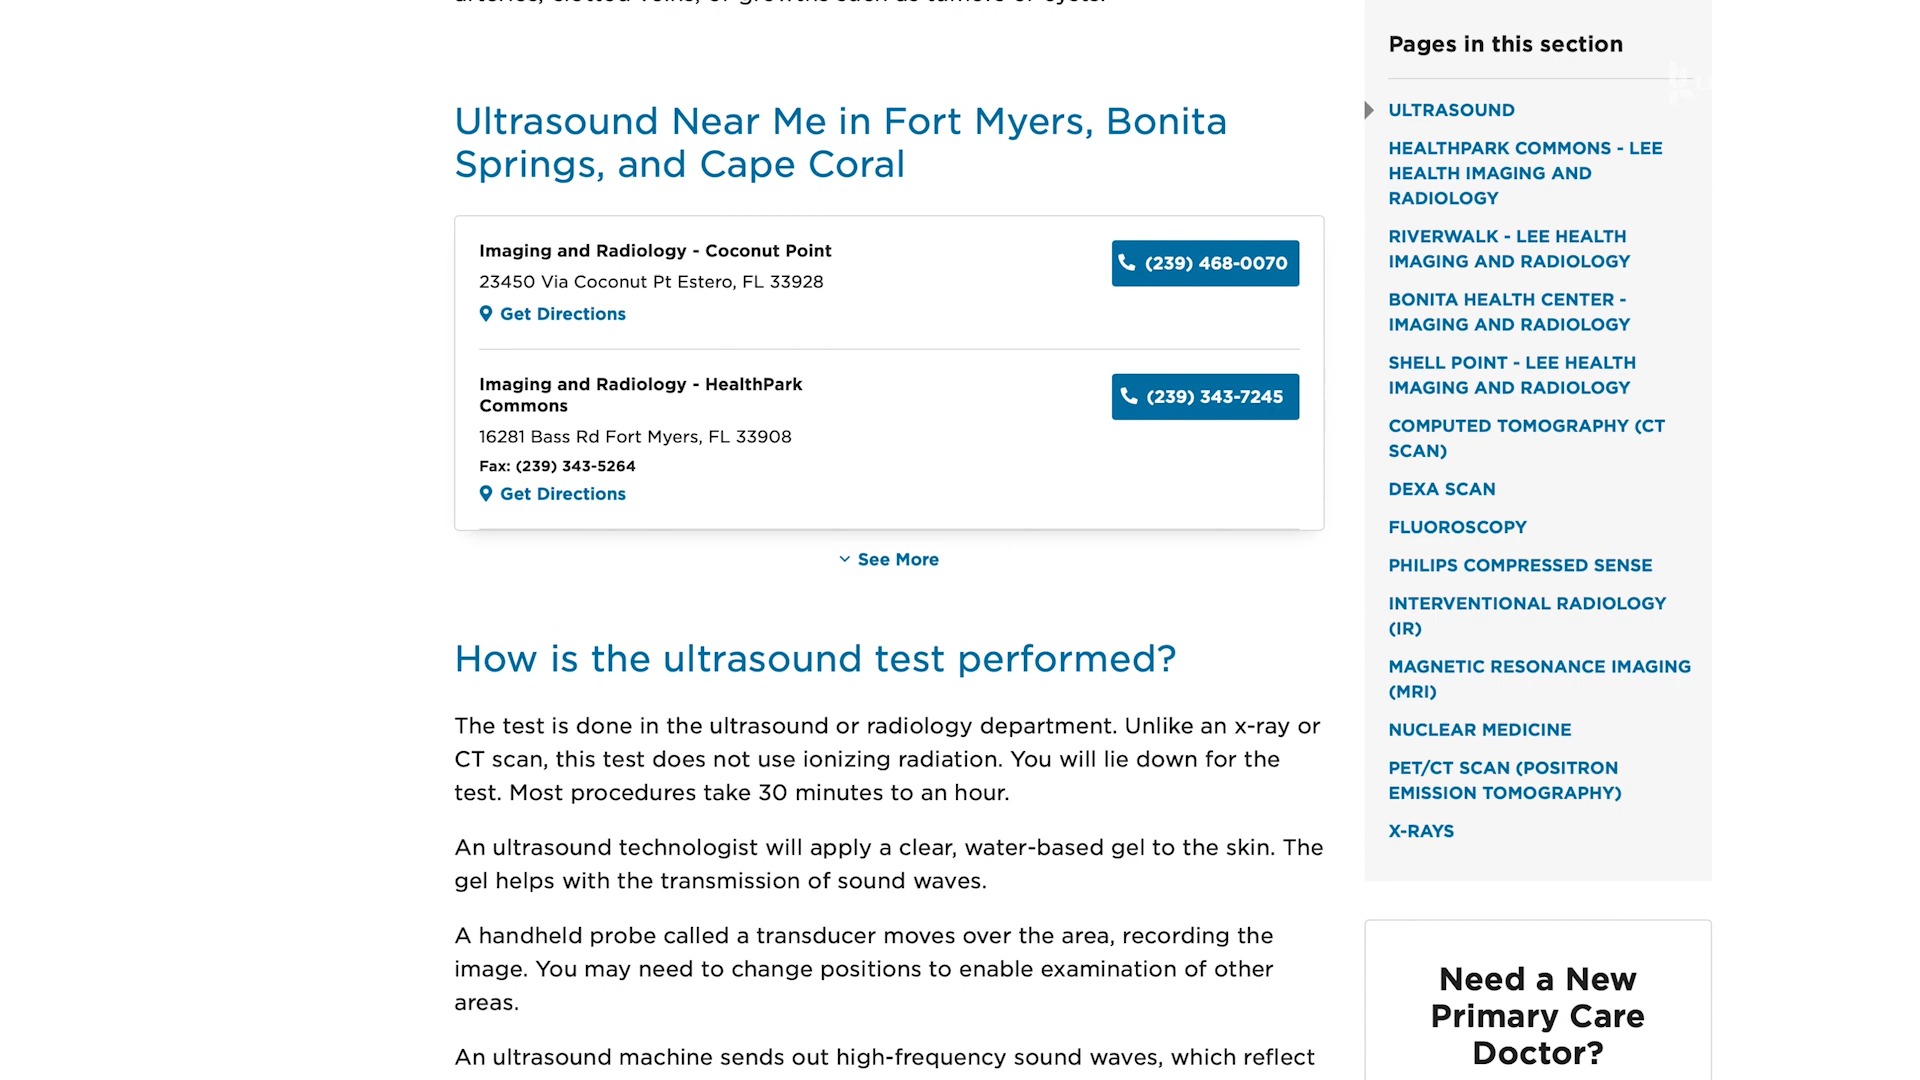 Ultrasound Near Me in Fort Myers, Bonita
Springs, and Cape Coral
Imaging and Radiology - Coconut Point
23450 Via Coconut Pt Estero, FL 33928
Get Directions
(239) 468-0070
Imaging and Radiology - HealthPark
Commons
16281 Bass Rd Fort Myers, FL 33908
Fax: (239) 343-5264
Get Directions
(239) 343-7245
See More
How is the ultrasound test performed?
The test is done in the ultrasound or radiology department. Unlike an x-ray or
CT scan, this test does not use ionizing radiation. You will lie down for the
test. Most procedures take 30 minutes to an hour.
An ultrasound technologist will apply a clear, water-based gel to the skin. The
gel helps with the transmission of sound waves.
A handheld probe called a transducer moves over the area, recording the
image. You may need to change positions to enable examination of other
areas.
An ultrasound machine sends out high-frequency sound waves, which reflect
Pages in this section
ULTRASOUND
HEALTHPARK COMMONS - LEE
HEALTH IMAGING AND
RADIOLOGY
RIVERWALK - LEE HEALTH
IMAGING AND RADIOLOGY
BONITA HEALTH CENTER -
IMAGING AND RADIOLOGY
SHELL POINT - LEE HEALTH
IMAGING AND RADIOLOGY
COMPUTED TOMOGRAPHY (CT
SCAN)
DEXA SCAN
FLUOROSCOPY
PHILIPS COMPRESSED SENSE
INTERVENTIONAL RADIOLOGY
(IR)
MAGNETIC RESONANCE IMAGING
(MRI)
NUCLEAR MEDICINE
PET/CT SCAN (POSITRON
EMISSION TOMOGRAPHY)
X-RAYS
Need a New
Primary Care
Doctor?